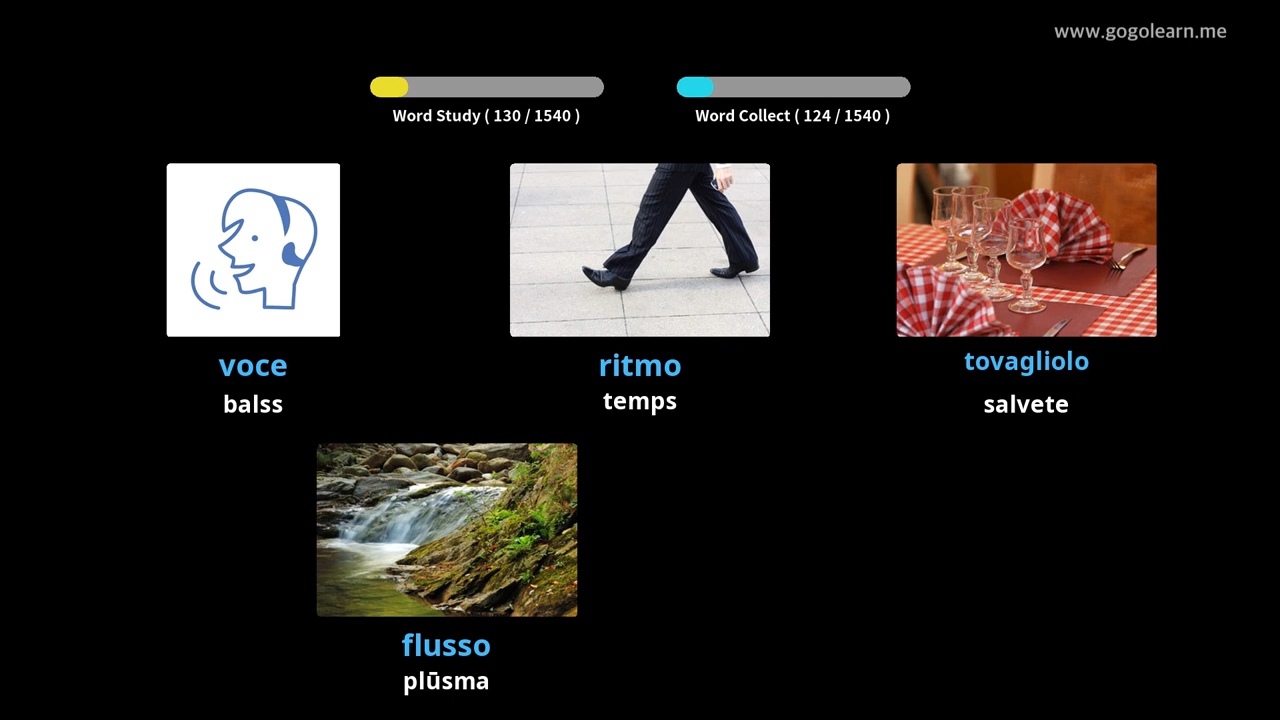 www.gogolearn.me
Word Study ( 130 / 1540 )
Word Collect ( 124 / 1540 )
voce
balss
ritmo
temps
tovagliolo
salvete
flusso
plūsma